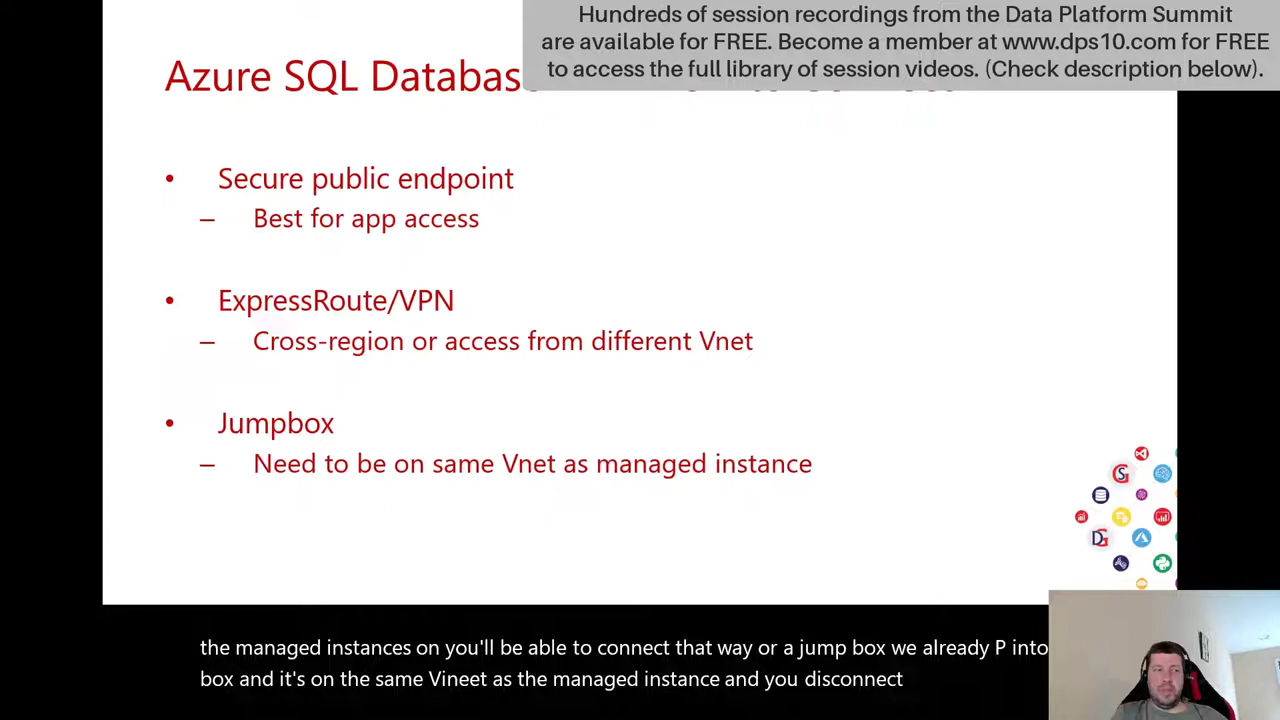 Hundreds of session recordings from the Data Platform Summit
are available for FREE. Become a member at www.dps10.com for FREE
to access the full library of session videos. (Check description below).
Azure SQL Databas
• Secure public endpoint
– Best for app access
• ExpressRoute/VPN
– Cross-region or access from different Vnet
• Jumpbox
– Need to be on same Vnet as managed instance
the managed instances on you'll be able to connect that way or a jump box we already P into
box and it's on the same Vineet as the managed instance and you disconnect